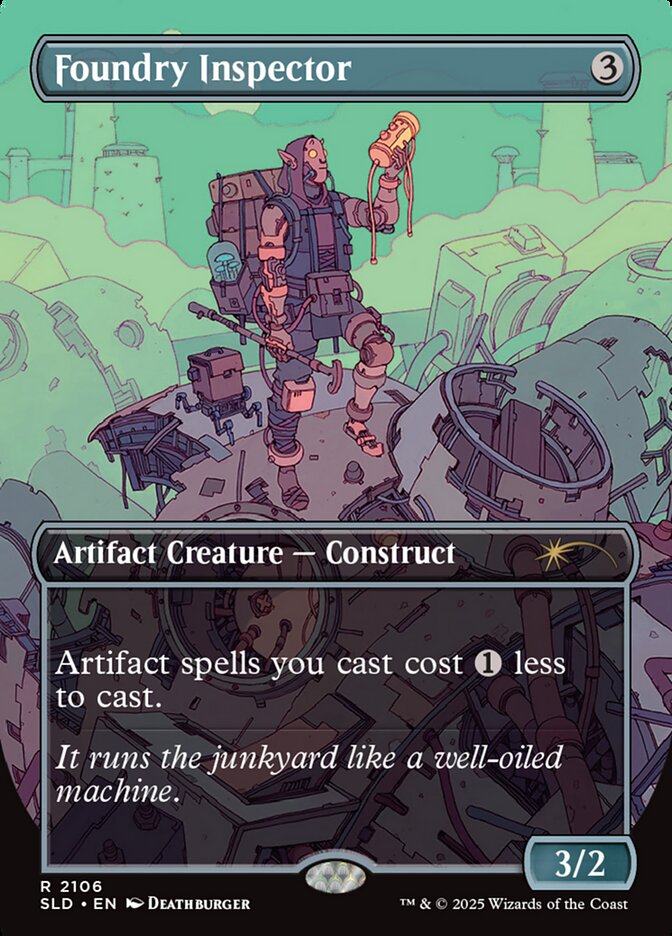 Foundry Inspector 3
Artifact Creature — Construct
Artifact spells you cast cost 1 less
to cast.
It runs the junkyard like a well-oiled
machine.
3/2
R 2106
SLD • EN Deathburger
™ & © 2025 Wizards of the Coast